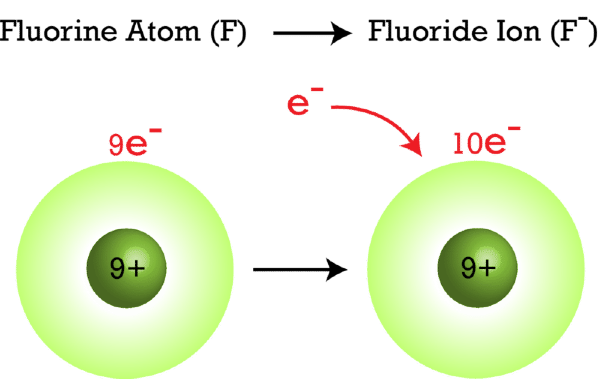 Fluorine Atom (F) → Fluoride Ion (F⁻)
e⁻
9e⁻ 10e⁻
9+ 9+